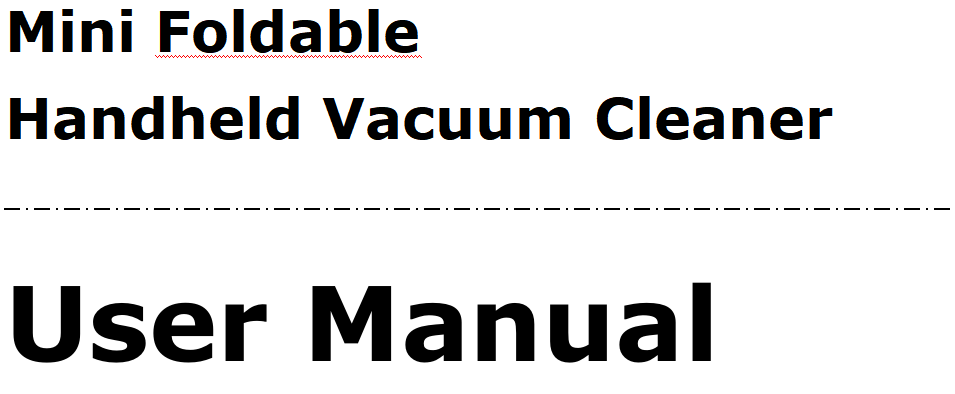 Mini Foldable
Handheld Vacuum Cleaner
User Manual